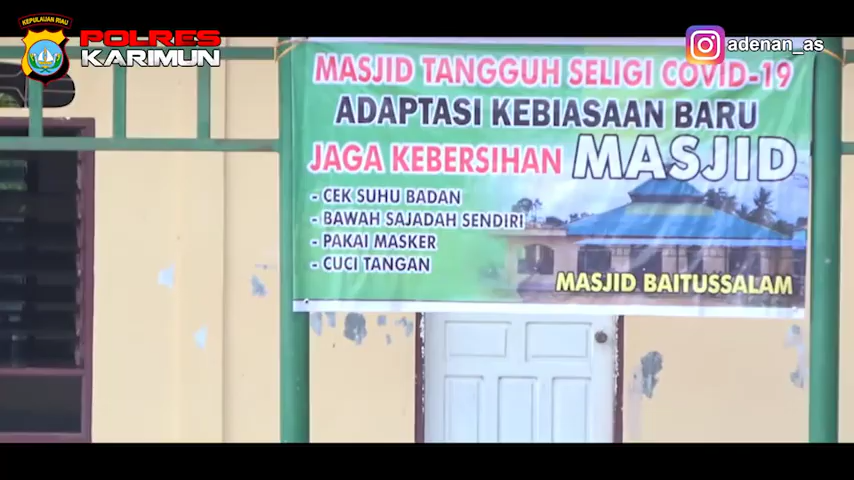 KEPULAUAN RIAU
POLRES
KARIMUN
adenan_as
MASJID TANGGUH SELIGI COVID-19
ADAPTASI KEBIASAAN BARU
JAGA KEBERSIHAN MASJID
- CEK SUHU BADAN
- BAWAH SAJADAH SENDIRI
- PAKAI MASKER
- CUCI TANGAN
MASJID BAITUSSALAM